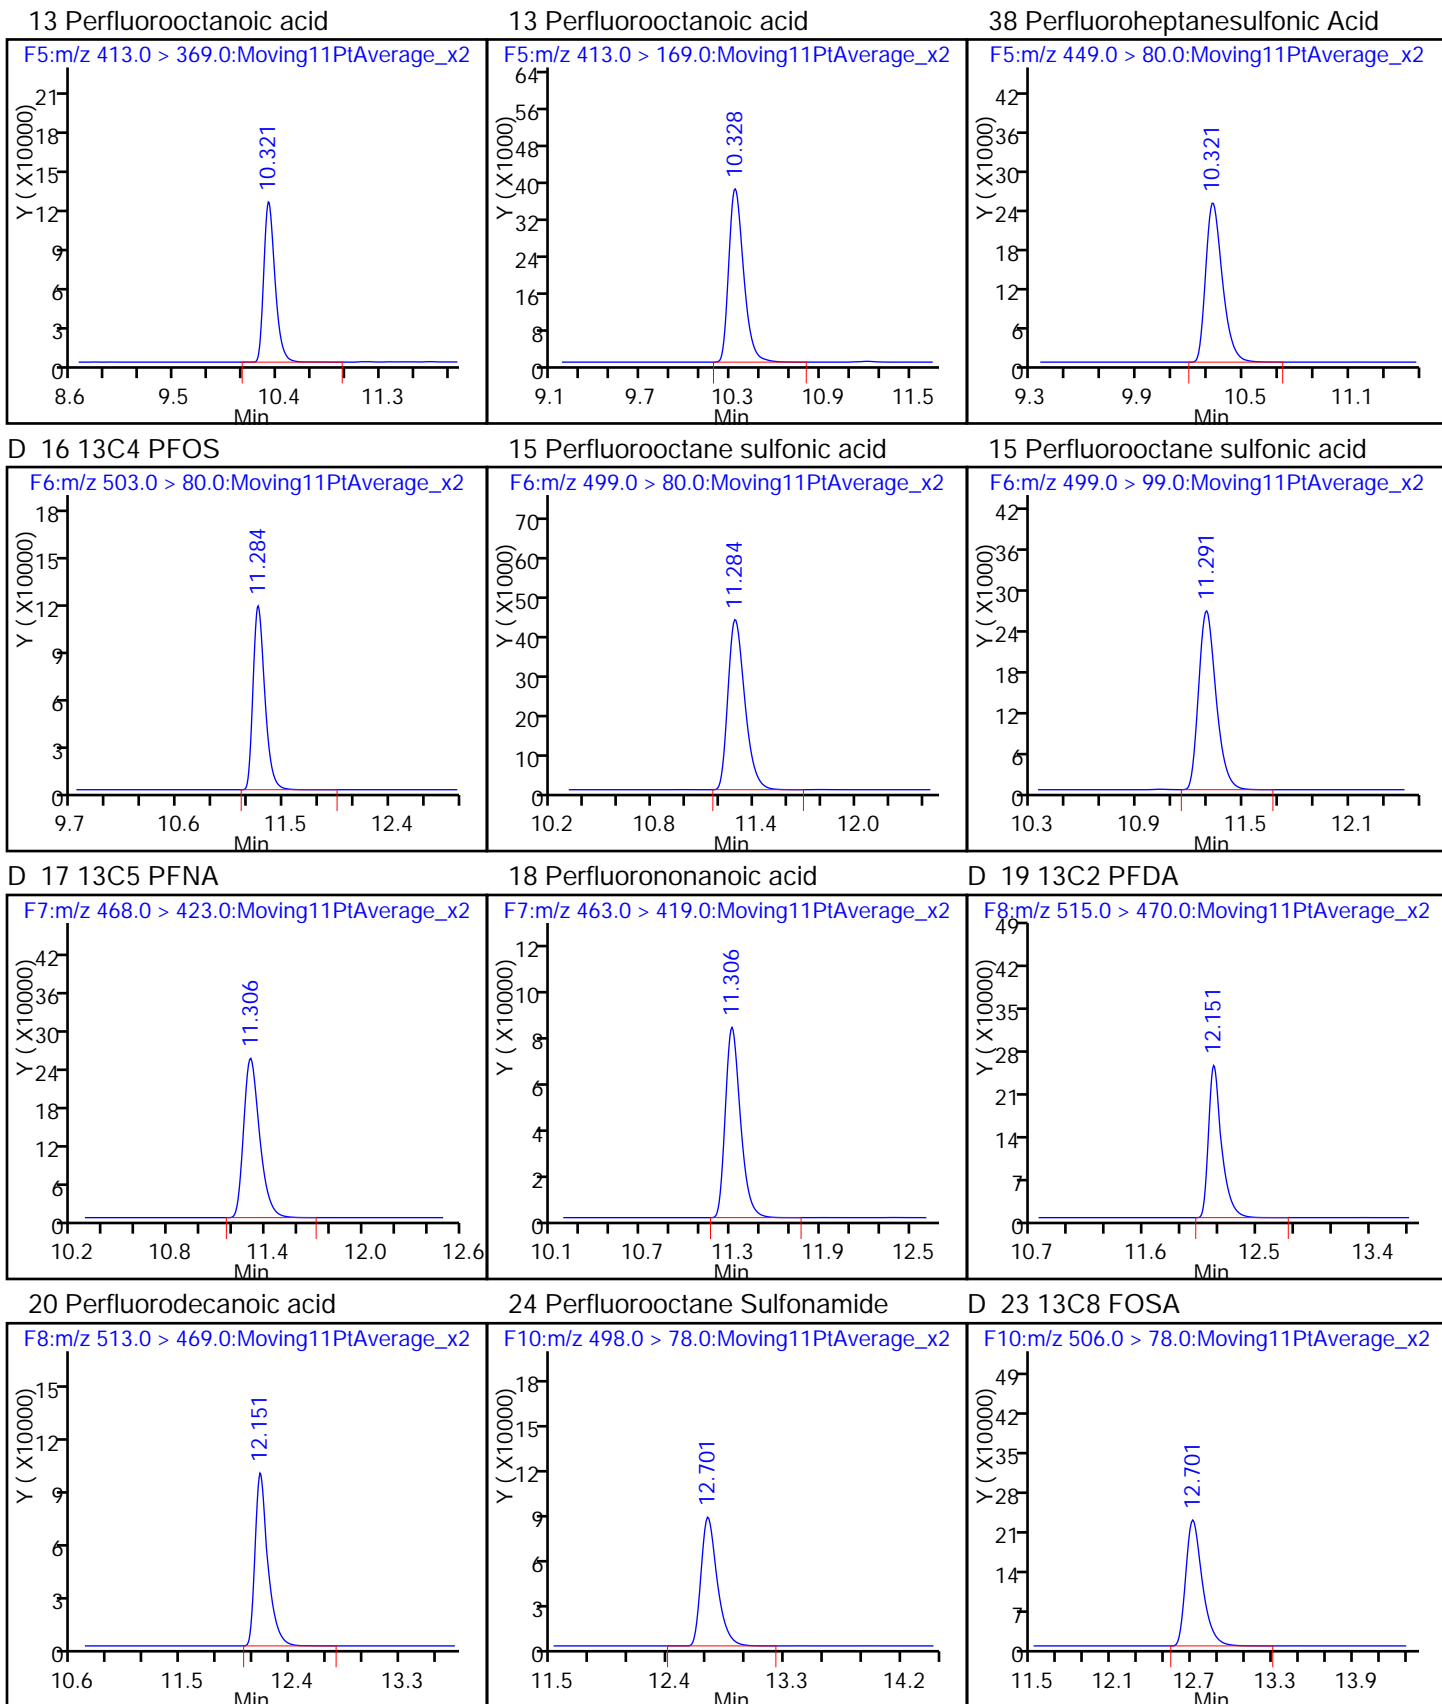 13 Perfluorooctanoic acid
F5:m/z 413.0 > 369.0:Moving11PtAverage_x2
Y ( X10000)
21
18
15
12
9
6
3
0
10.321
8.6 9.5 10.4 11.3
Min
13 Perfluorooctanoic acid
F5:m/z 413.0 > 169.0:Moving11PtAverage_x2
Y ( X1000)
64
56
48
40
32
24
16
8
0
10.328
9.1 9.7 10.3 10.9 11.5
Min
38 Perfluoroheptanesulfonic Acid
F5:m/z 449.0 > 80.0:Moving11PtAverage_x2
Y ( X1000)
42
36
30
24
18
12
6
0
10.321
9.3 9.9 10.5 11.1
Min
D 16 13C4 PFOS
F6:m/z 503.0 > 80.0:Moving11PtAverage_x2
Y ( X10000)
18
15
12
9
6
3
0
11.284
9.7 10.6 11.5 12.4
Min
15 Perfluorooctane sulfonic acid
F6:m/z 499.0 > 80.0:Moving11PtAverage_x2
Y ( X1000)
70
60
50
40
30
20
10
0
11.284
10.2 10.8 11.4 12.0
Min
15 Perfluorooctane sulfonic acid
F6:m/z 499.0 > 99.0:Moving11PtAverage_x2
Y ( X1000)
42
36
30
24
18
12
6
0
11.291
10.3 10.9 11.5 12.1
Min
D 17 13C5 PFNA
F7:m/z 468.0 > 423.0:Moving11PtAverage_x2
Y ( X10000)
42
36
30
24
18
12
6
0
11.306
10.2 10.8 11.4 12.0 12.6
Min
18 Perfluorononanoic acid
F7:m/z 463.0 > 419.0:Moving11PtAverage_x2
Y ( X10000)
12
10
8
6
4
2
0
11.306
10.1 10.7 11.3 11.9 12.5
Min
D 19 13C2 PFDA
F8:m/z 515.0 > 470.0:Moving11PtAverage_x2
Y ( X10000)
49
42
35
28
21
14
7
0
12.151
10.7 11.6 12.5 13.4
Min
20 Perfluorodecanoic acid
F8:m/z 513.0 > 469.0:Moving11PtAverage_x2
Y ( X10000)
15
12
9
6
3
0
12.151
10.6 11.5 12.4 13.3
Min
24 Perfluorooctane Sulfonamide
F10:m/z 498.0 > 78.0:Moving11PtAverage_x2
Y ( X10000)
18
15
12
9
6
3
0
12.701
11.5 12.4 13.3 14.2
Min
D 23 13C8 FOSA
F10:m/z 506.0 > 78.0:Moving11PtAverage_x2
Y ( X10000)
49
42
35
28
21
14
7
0
12.701
11.5 12.1 12.7 13.3 13.9
Min